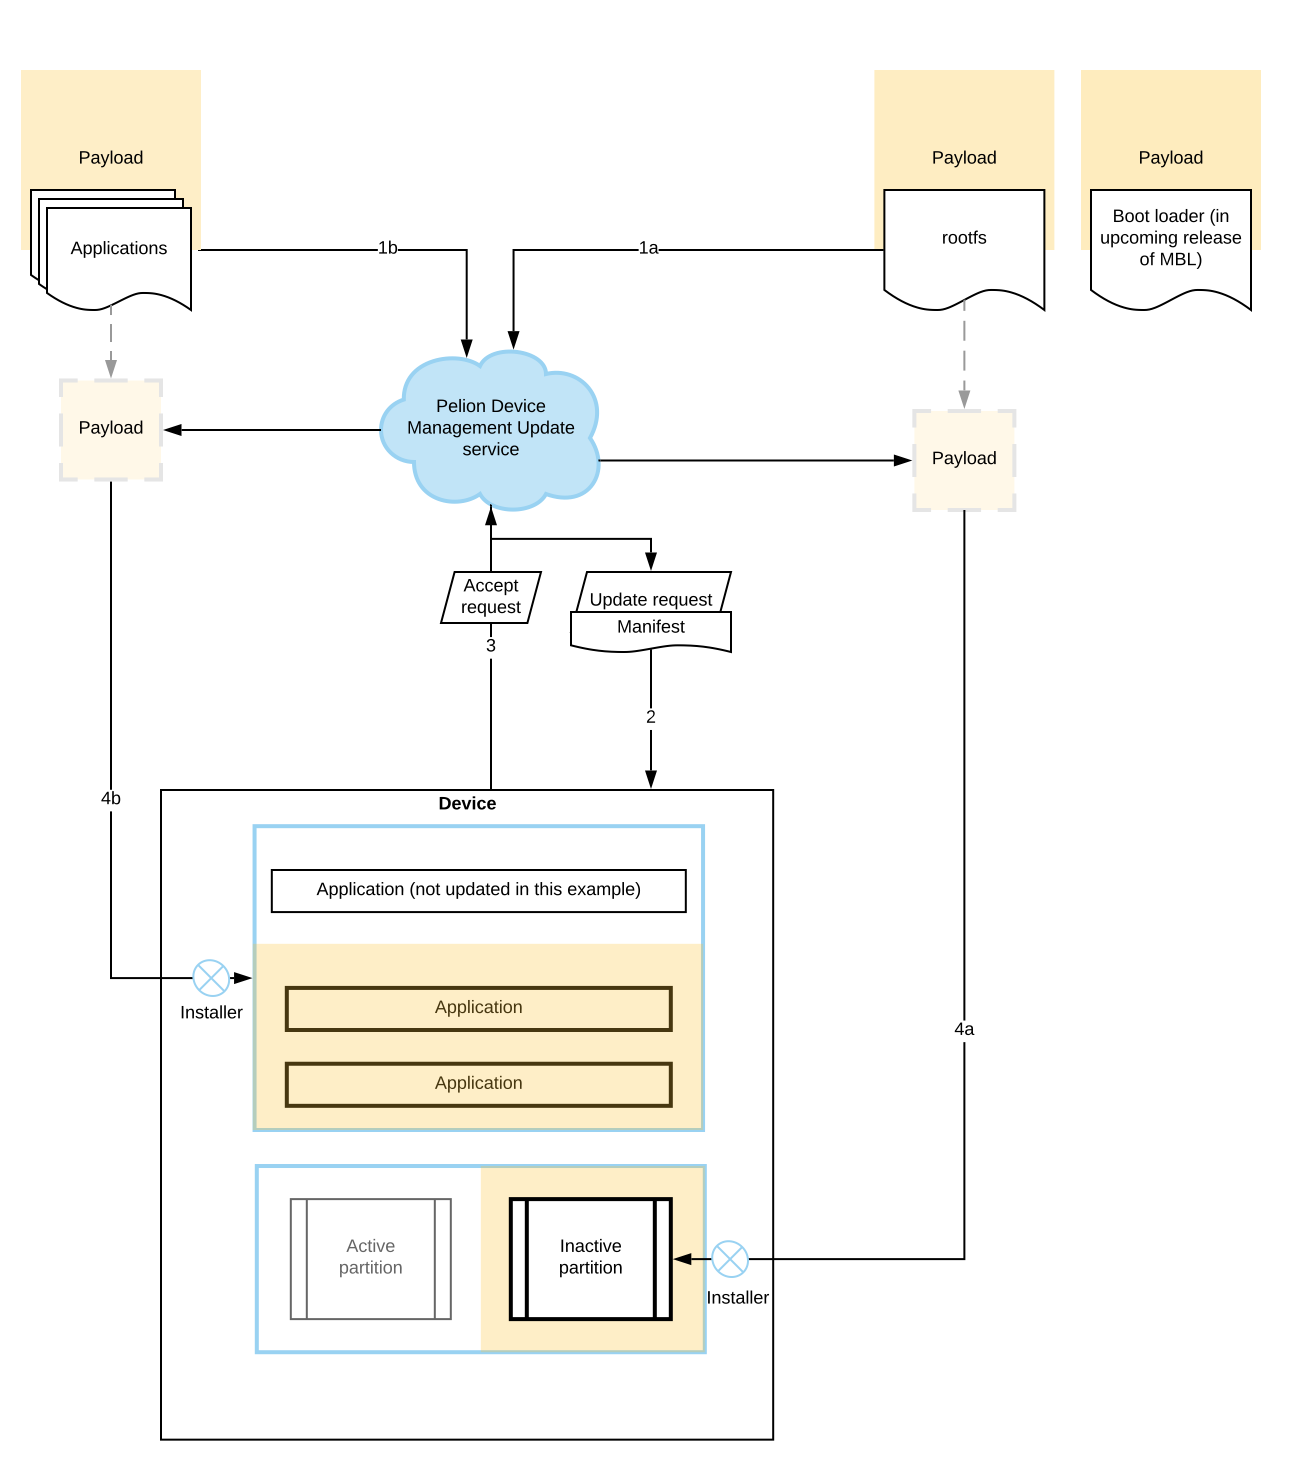 Payload
Payload
Payload
Applications
rootfs
Boot loader (in
upcoming release
of MBL)
1b
1a
Pelion Device
Management Update
service
Payload
Payload
Accept
request
Update request
Manifest
3
2
4b
Device
Application (not updated in this example)
Application
Installer
4a
Application
Active
partition
Inactive
partition
Installer